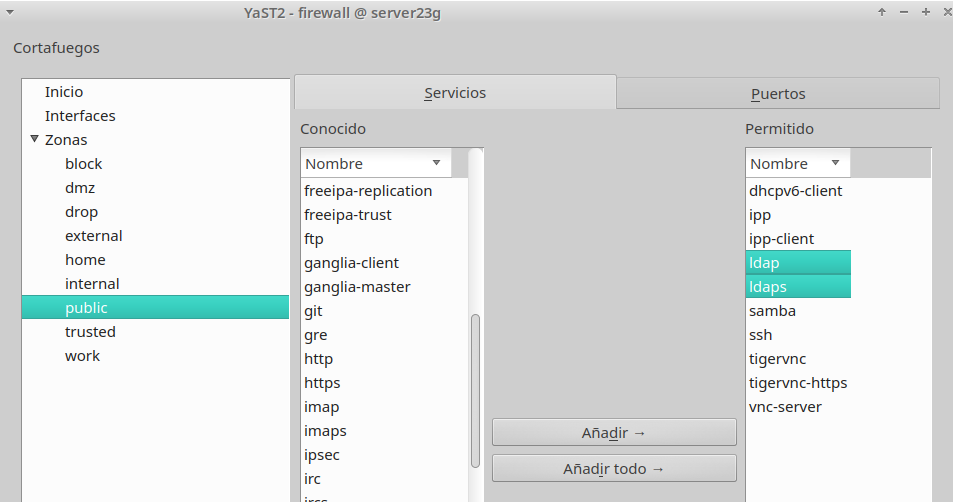 YaST2 - firewall @ server23g
Cortafuegos
Inicio
Interfaces
Zonas
block
dmz
drop
external
home
internal
public
trusted
work
Servicios
Puertos
Conocido
Nombre
freeipa-replication
freeipa-trust
ftp
ganglia-client
ganglia-master
git
gre
http
https
imap
imaps
ipsec
irc
ircs
Añadir →
Añadir todo →
Permitido
Nombre
dhcpv6-client
ipp
ipp-client
ldap
ldaps
samba
ssh
tigervnc
tigervnc-https
vnc-server